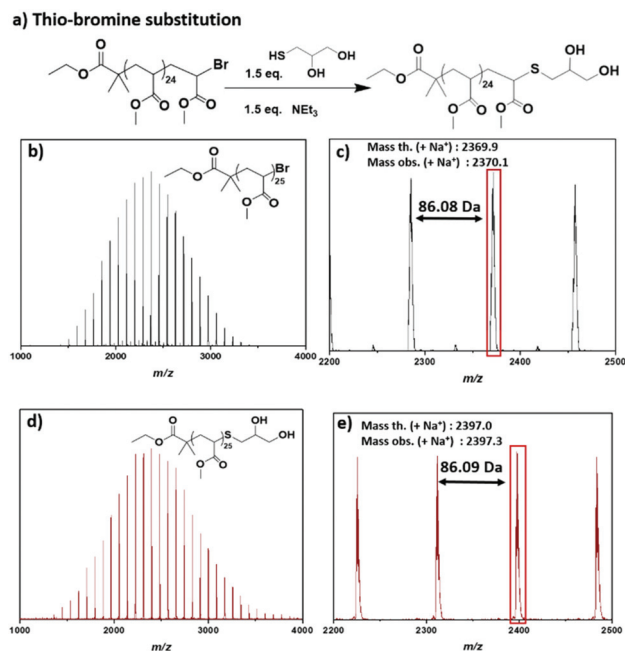 a) Thio-bromine substitution
O
O
24
Br
O
O
O
O
HS
OH
OH
1.5 eq.
1.5 eq. NEt₃
O
O
24
S
OH
OH
O
O
O
O
b)
O
O
Br
25
O
O
1000 2000 3000 4000
m/z
c)
Mass th. (+ Na⁺) : 2369.9
Mass obs. (+ Na⁺) : 2370.1
86.08 Da
2200 2300 2400 2500
m/z
d)
O
O
S
25
OH
OH
O
O
1000 2000 3000 4000
m/z
e)
Mass th. (+ Na⁺) : 2397.0
Mass obs. (+ Na⁺) : 2397.3
86.09 Da
2200 2300 2400 2500
m/z